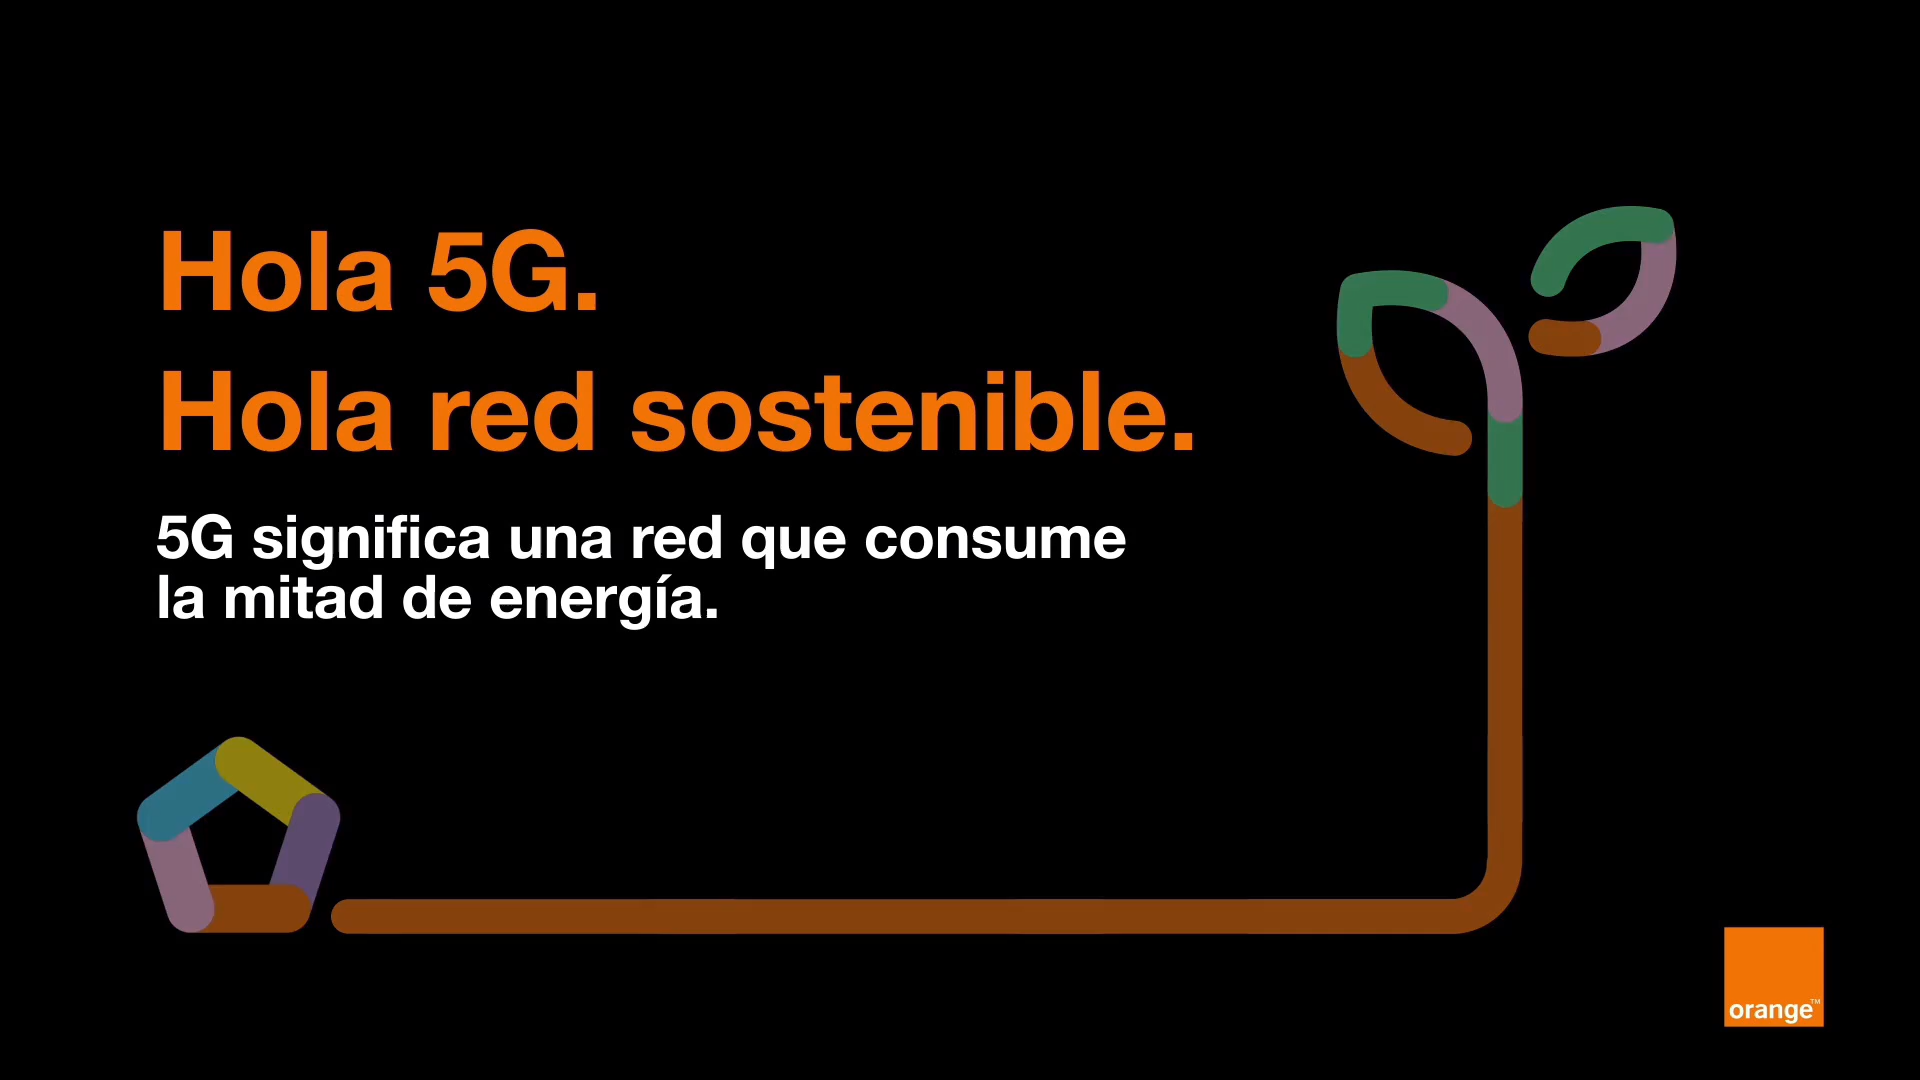 Hola 5G.
Hola red sostenible.
5G significa una red que consume
la mitad de energía.
orange™